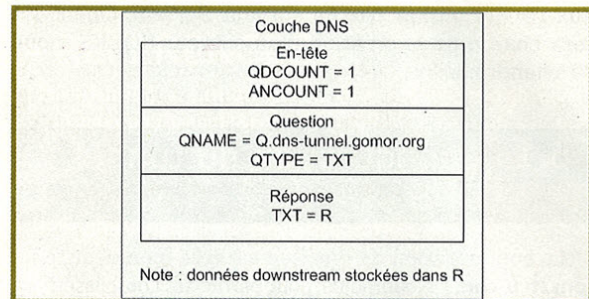 Couche DNS
En-tête
QDCOUNT = 1
ANCOUNT = 1
Question
QNAME = Q.dns-tunnel.gomor.org
QTYPE = TXT
Réponse
TXT = R
Note : données downstream stockées dans R